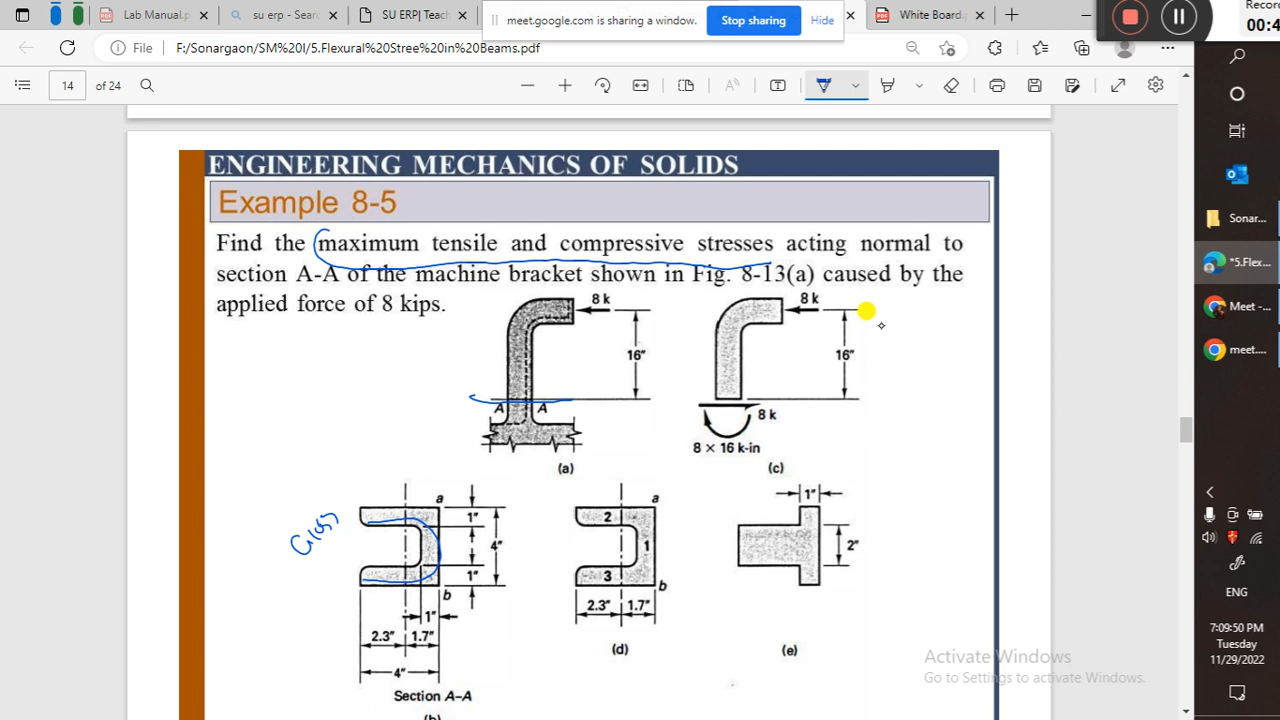 Lab Manual.p
su erp - Searc
SU ERP| Teach
meet.google.com is sharing a window.
Stop sharing
Hide
White Board.p
Recor
00:4
File
F:/Sonargaon/SM%20I/5.Flexural%20Stree%20in%20Beams.pdf
14
of 24
ENGINEERING MECHANICS OF SOLIDS
Example 8-5
Find the maximum tensile and compressive stresses acting normal to
section A-A of the machine bracket shown in Fig. 8-13(a) caused by the
applied force of 8 kips.
8 k
16"
A
A
(a)
8 k
16"
8 k
8 × 16 k-in
(c)
a
1"
4"
1"
b
1"
2.3"
1.7"
4"
Section A–A
(b)
a
2
1
3
b
2.3"
1.7"
(d)
1"
2"
(e)
Sonar...
*5.Flex...
Meet -...
meet....
ENG
7:09:50 PM
Tuesday
11/29/2022
Activate Windows
Go to Settings to activate Windows.